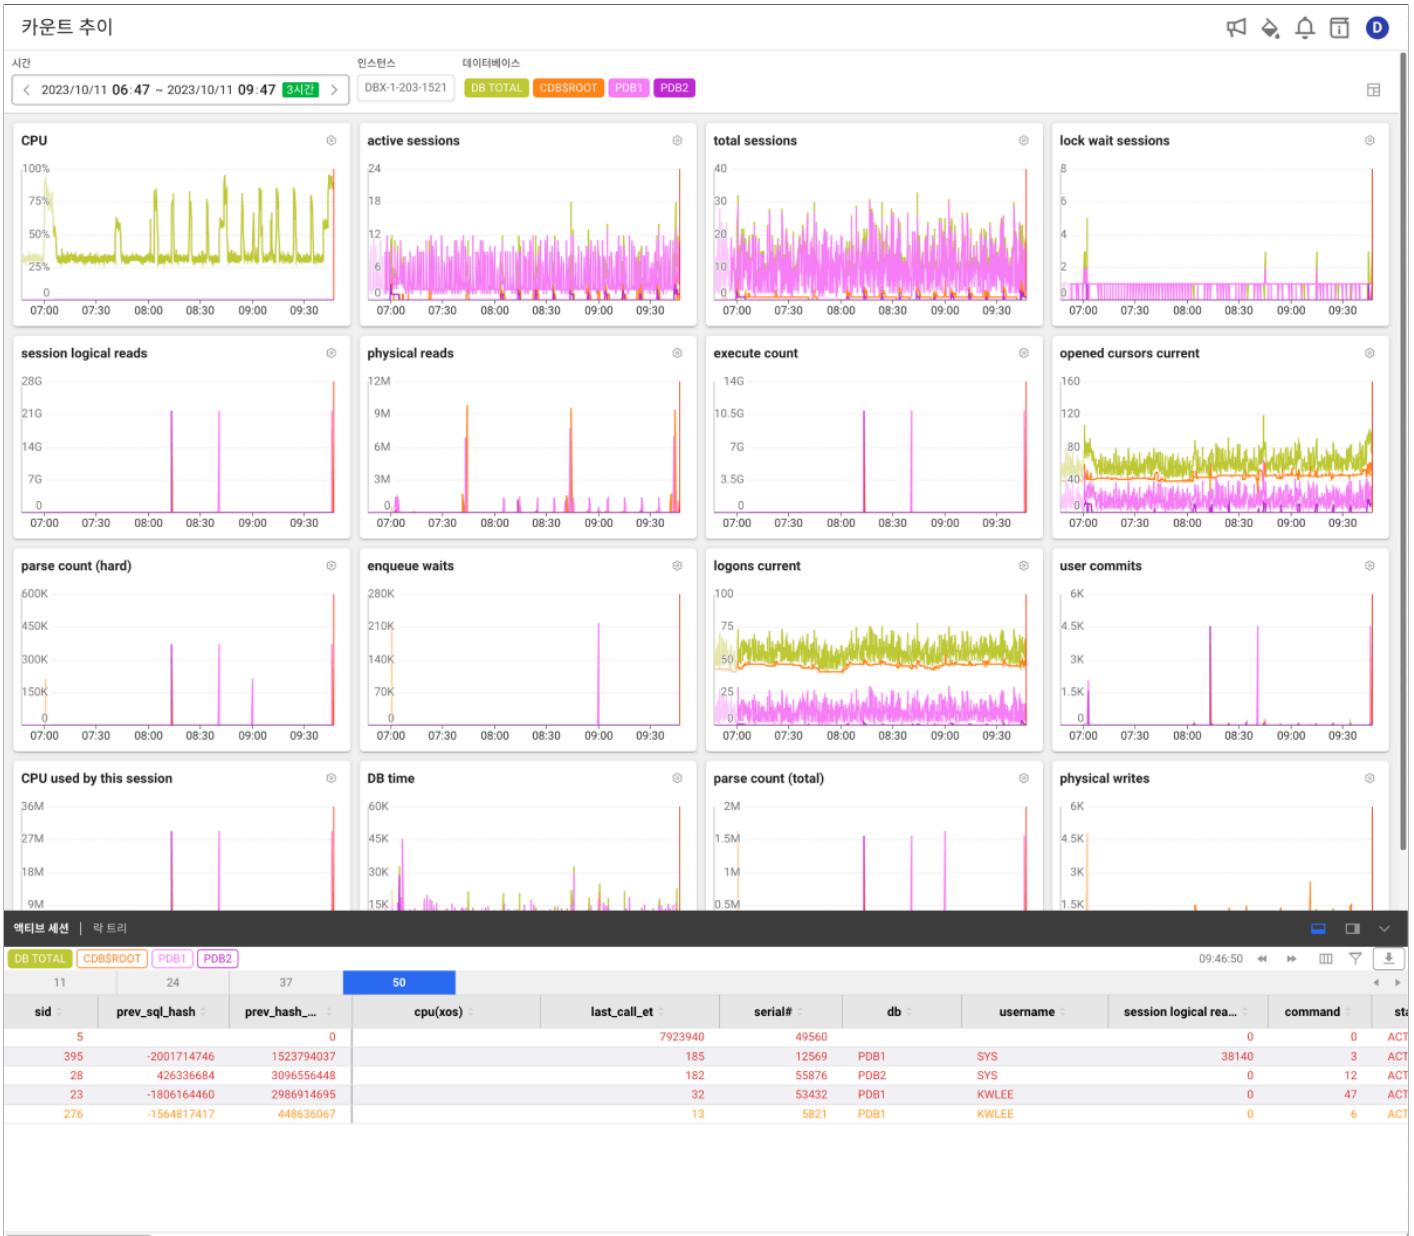 카운트 추이
D
시간
인스턴스
데이터베이스
2023/10/11 06:47 ~ 2023/10/11 09:47 3시간
DBX-1-203-1521
DB TOTAL CDB$ROOT PDB1 PDB2
CPU
100%
75%
50%
25%
0
07:00 07:30 08:00 08:30 09:00 09:30
active sessions
24
18
12
6
0
07:00 07:30 08:00 08:30 09:00 09:30
total sessions
40
30
20
10
0
07:00 07:30 08:00 08:30 09:00 09:30
lock wait sessions
8
6
4
2
0
07:00 07:30 08:00 08:30 09:00 09:30
session logical reads
28G
21G
14G
7G
0
07:00 07:30 08:00 08:30 09:00 09:30
physical reads
12M
9M
6M
3M
0
07:00 07:30 08:00 08:30 09:00 09:30
execute count
14G
10.5G
7G
3.5G
0
07:00 07:30 08:00 08:30 09:00 09:30
opened cursors current
160
120
80
40
0
07:00 07:30 08:00 08:30 09:00 09:30
parse count (hard)
600K
450K
300K
150K
0
07:00 07:30 08:00 08:30 09:00 09:30
enqueue waits
280K
210K
140K
70K
0
07:00 07:30 08:00 08:30 09:00 09:30
logons current
100
75
50
25
0
07:00 07:30 08:00 08:30 09:00 09:30
user commits
6K
4.5K
3K
1.5K
0
07:00 07:30 08:00 08:30 09:00 09:30
CPU used by this session
36M
27M
18M
9M
DB time
60K
45K
30K
15K
parse count (total)
2M
1.5M
1M
0.5M
physical writes
6K
4.5K
3K
1.5K
액티브 세션 | 락 트리
DB TOTAL CDB$ROOT PDB1 PDB2
09:46:50
11 24 37 50
sid prev_sql_hash prev_hash_... cpu(xos) last_call_et serial# db username session logical rea... command sta
5 0 7923940 49560 0 0 ACT
395 -2001714746 1523794037 185 12569 PDB1 SYS 38140 3 ACT
28 426336684 3096556448 182 55876 PDB2 SYS 0 12 ACT
23 -1806164460 2986914695 32 53432 PDB1 KWLEE 0 47 ACT
276 -1564817417 448636067 13 5821 PDB1 KWLEE 0 6 ACT